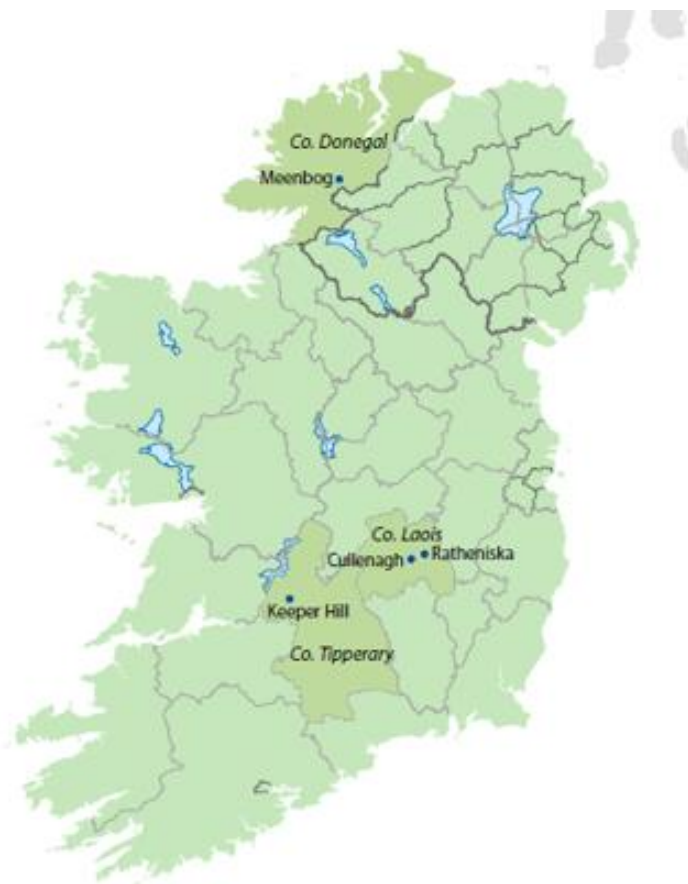 Co. Donegal
Meenbog
Co. Laois
Cullenagh
Ratheniska
Keeper Hill
Co. Tipperary